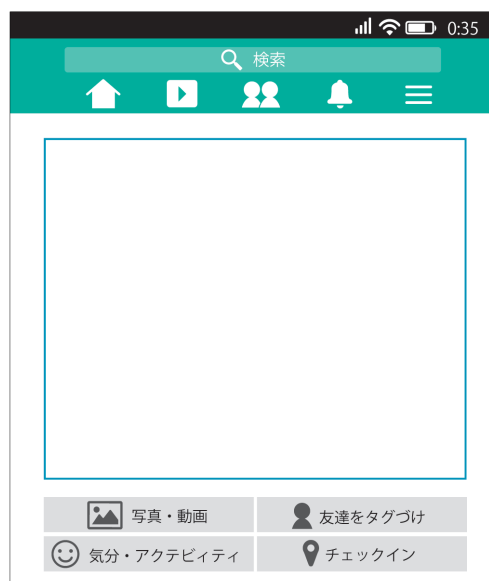 0:35
検索
写真・動画
友達をタグづけ
気分・アクテビィティ
チェックイン